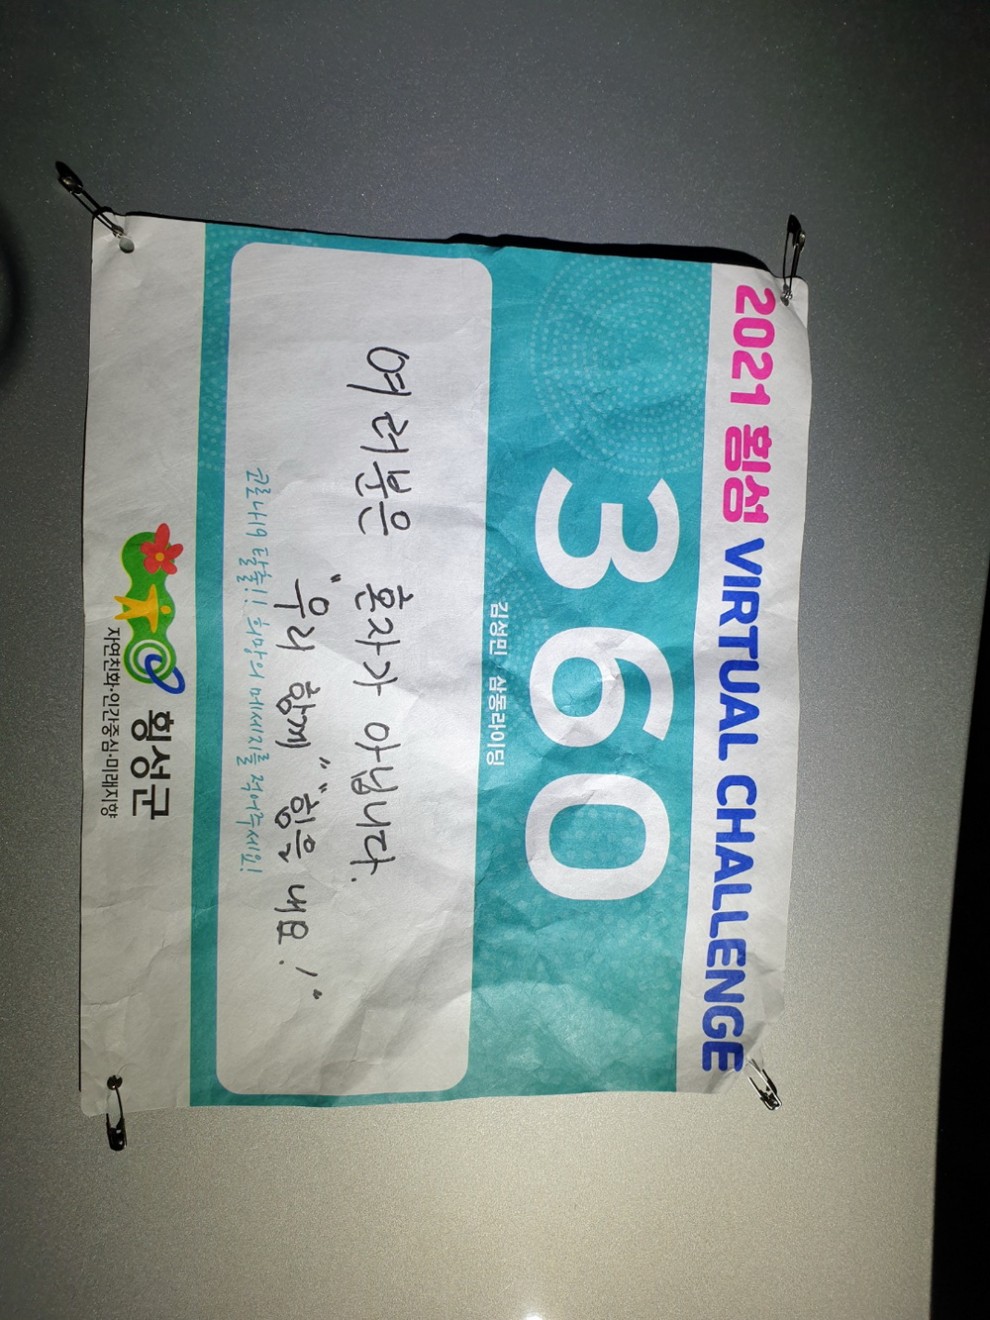 2021 횡성 VIRTUAL CHALLENGE
360
김성민 삼동라이딩
여러분은 혼자가 아닙니다.
"우리 함께" "힘을 내요!"
코로나19 탈출!! 희망의 메세지를 적어주세요!
횡성군
자연친화·인간중심·미래지향